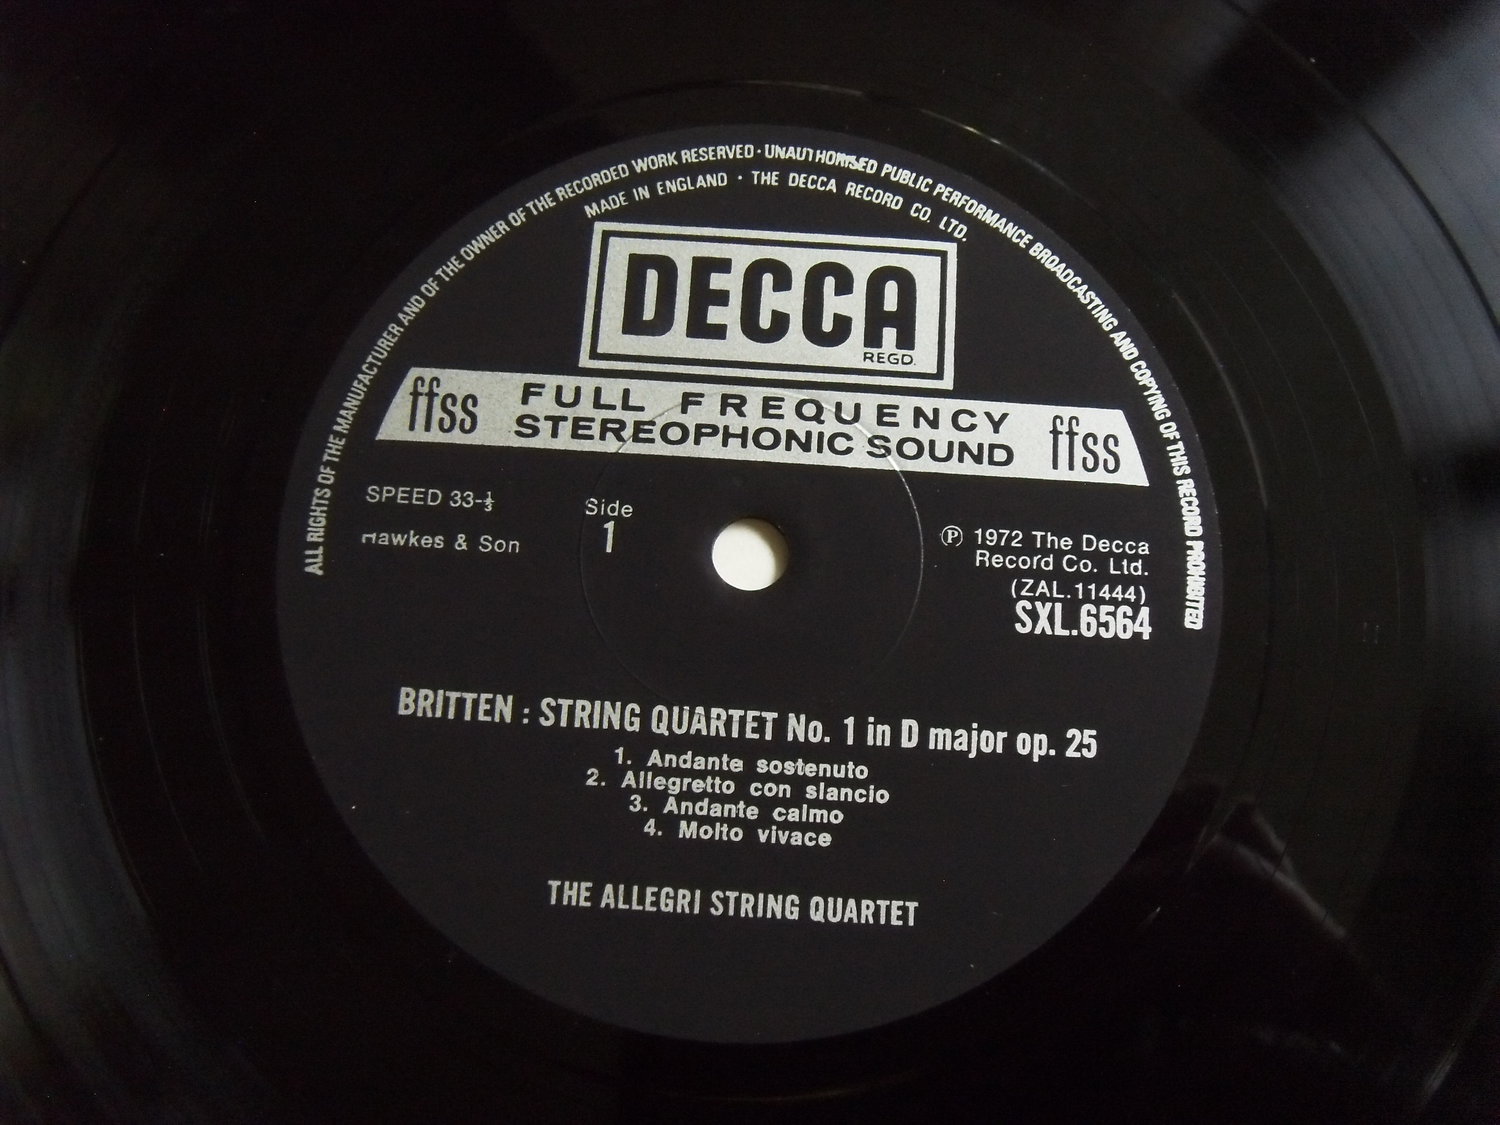 ALL RIGHTS OF THE MANUFACTURER AND OF THE OWNER OF THE RECORDED WORK RESERVED · UNAUTHORISED PUBLIC PERFORMANCE BROADCASTING AND COPYING OF THIS RECORD PROHIBITED
MADE IN ENGLAND · THE DECCA RECORD CO. LTD.
DECCA
REGD.
ffss FULL FREQUENCY ffss
STEREOPHONIC SOUND
SPEED 33-⅓
Side
1
Hawkes & Son
℗ 1972 The Decca
Record Co. Ltd.
(ZAL.11444)
SXL.6564
BRITTEN : STRING QUARTET No. 1 in D major op. 25
1. Andante sostenuto
2. Allegretto con slancio
3. Andante calmo
4. Molto vivace
THE ALLEGRI STRING QUARTET